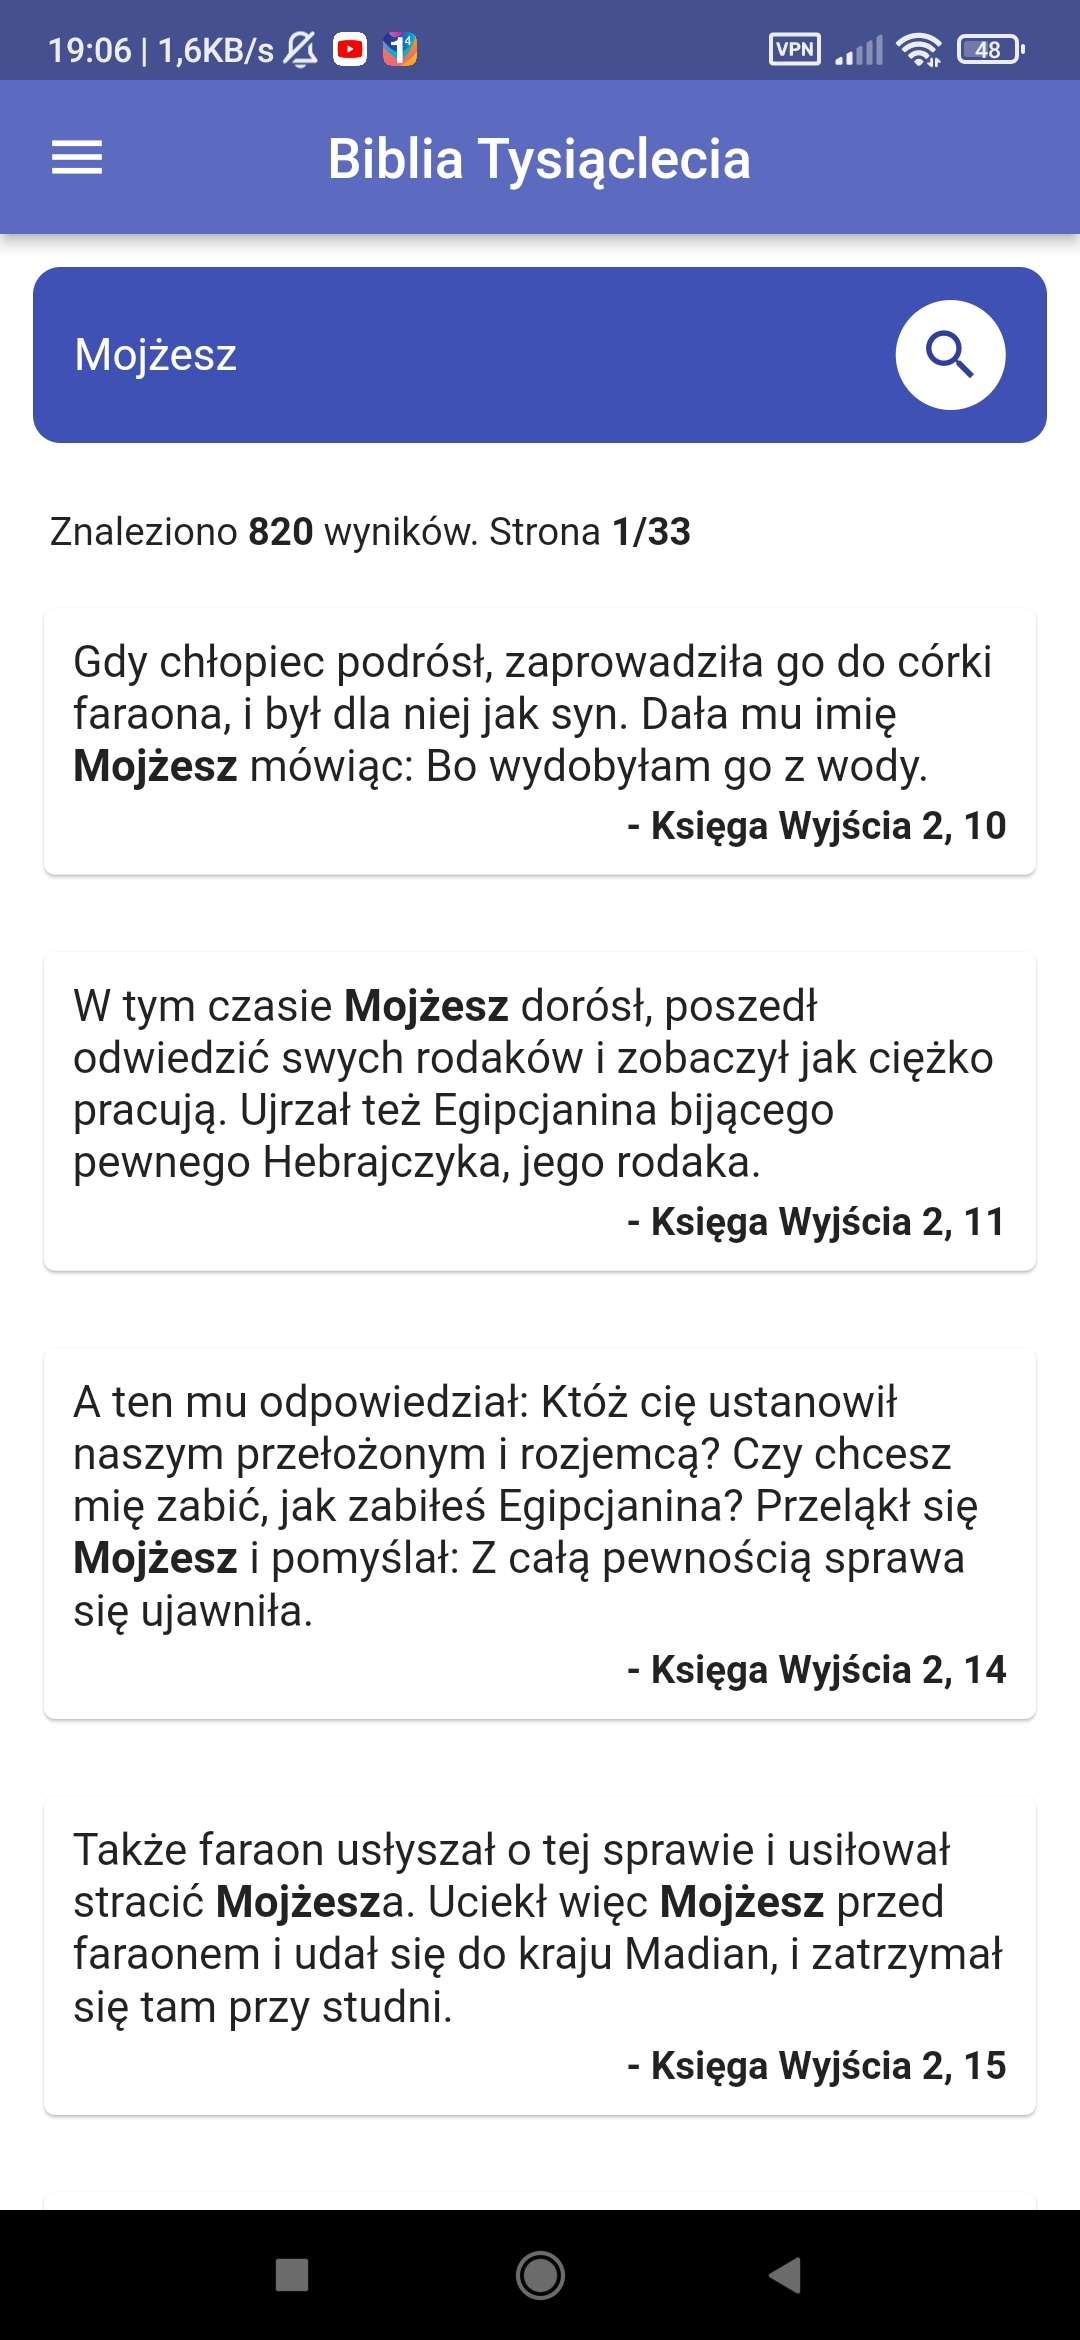 19:06 | 1,6KB/s
VPN
48
Biblia Tysiąclecia
Mojżesz
Znaleziono 820 wyników. Strona 1/33
Gdy chłopiec podrósł, zaprowadziła go do córki
faraona, i był dla niej jak syn. Dała mu imię
Mojżesz mówiąc: Bo wydobyłam go z wody.
- Księga Wyjścia 2, 10
W tym czasie Mojżesz dorósł, poszedł
odwiedzić swych rodaków i zobaczył jak ciężko
pracują. Ujrzał też Egipcjanina bijącego
pewnego Hebrajczyka, jego rodaka.
- Księga Wyjścia 2, 11
A ten mu odpowiedział: Któż cię ustanowił
naszym przełożonym i rozjemcą? Czy chcesz
mię zabić, jak zabiłeś Egipcjanina? Przeląkł się
Mojżesz i pomyślał: Z całą pewnością sprawa
się ujawniła.
- Księga Wyjścia 2, 14
Także faraon usłyszał o tej sprawie i usiłował
stracić Mojżesza. Uciekł więc Mojżesz przed
faraonem i udał się do kraju Madian, i zatrzymał
się tam przy studni.
- Księga Wyjścia 2, 15